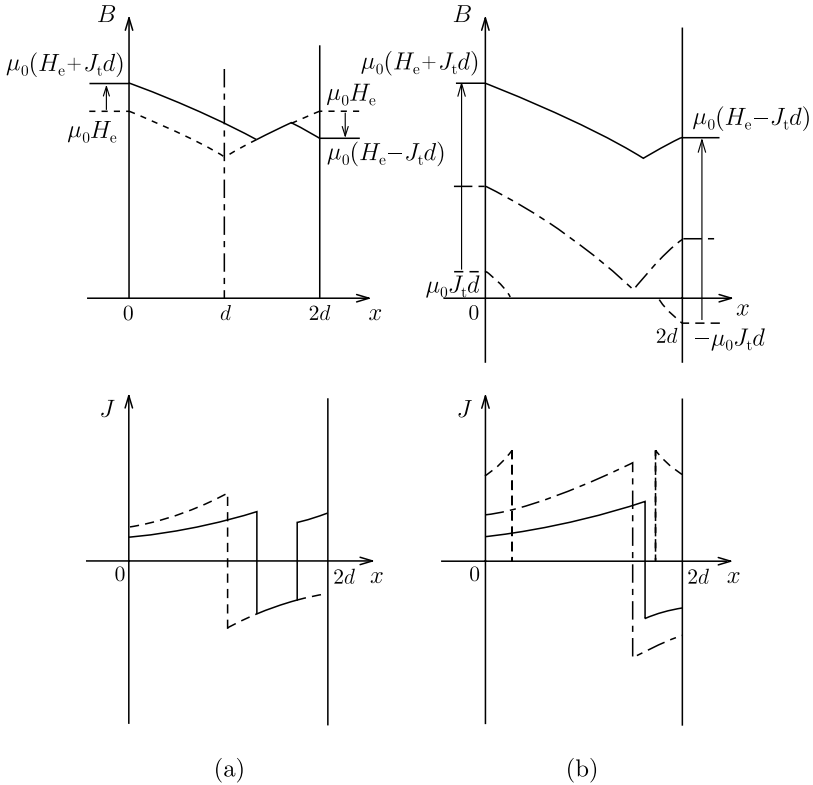 B
μ₀(Hₑ+Jₜd)
μ₀Hₑ
μ₀Hₑ
μ₀(Hₑ−Jₜd)
0
d
2d
x
B
μ₀(Hₑ+Jₜd)
μ₀(Hₑ−Jₜd)
μ₀Jₜd
0
x
2d
−μ₀Jₜd
J
0
2d
x
J
0
2d
x
(a)
(b)